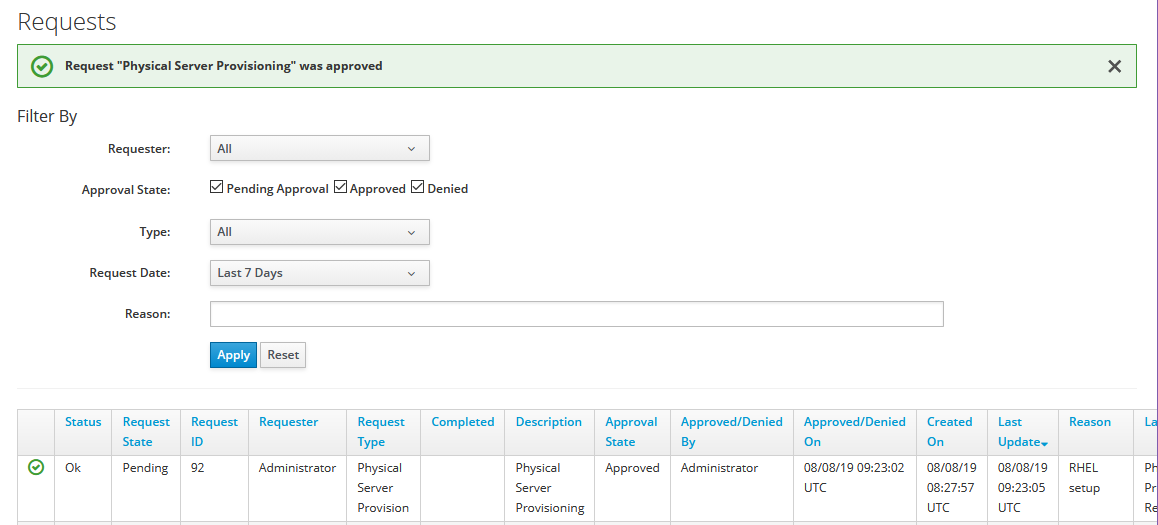 Requests
Request "Physical Server Provisioning" was approved
Filter By
Requester: All
Approval State: Pending Approval Approved Denied
Type: All
Request Date: Last 7 Days
Reason:
Apply Reset
Status Request Request Requester Request Completed Description Approval Approved/Denied Approved/Denied Created Last Reason La
State ID Type State By On On Update
Ok Pending 92 Administrator Physical Physical Approved Administrator 08/08/19 09:23:02 08/08/19 08/08/19 RHEL Ph
Server Server UTC 08:27:57 09:23:05 setup Pr
Provision Provisioning UTC UTC Re